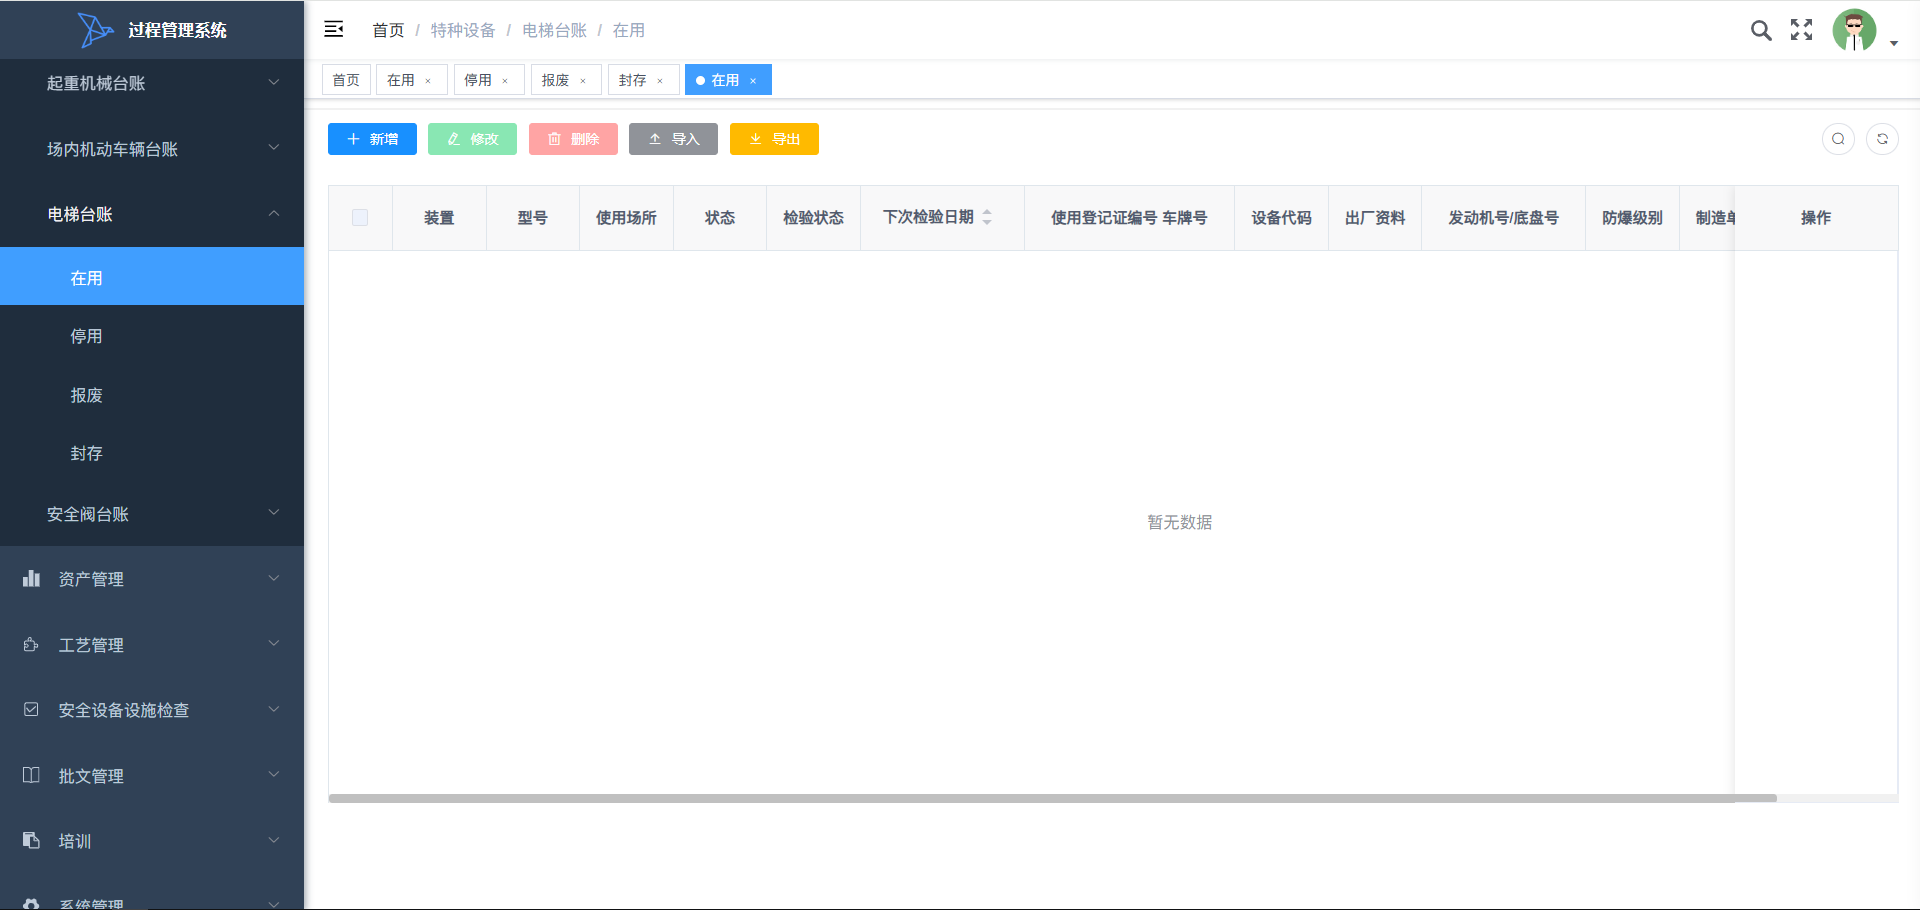 过程管理系统
首页 / 特种设备 / 电梯台账 / 在用
首页 在用 × 停用 × 报废 × 封存 × 在用 ×
起重机械台账
场内机动车辆台账
电梯台账
在用
停用
报废
封存
安全阀台账
资产管理
工艺管理
安全设备设施检查
批文管理
培训
系统管理
新增 修改 删除 导入 导出
装置 型号 使用场所 状态 检验状态 下次检验日期 使用登记证编号 车牌号 设备代码 出厂资料 发动机号/底盘号 防爆级别 制造单 操作
暂无数据